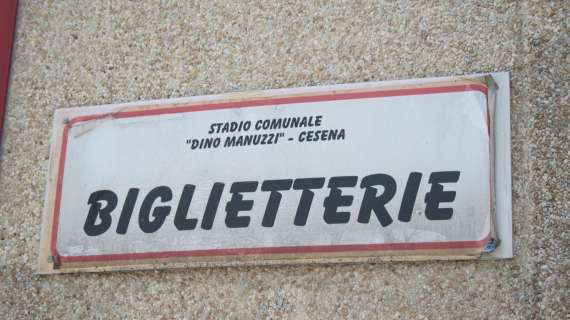 STADIO COMUNALE
"DINO MANUZZI" - CESENA
BIGLIETTERIE